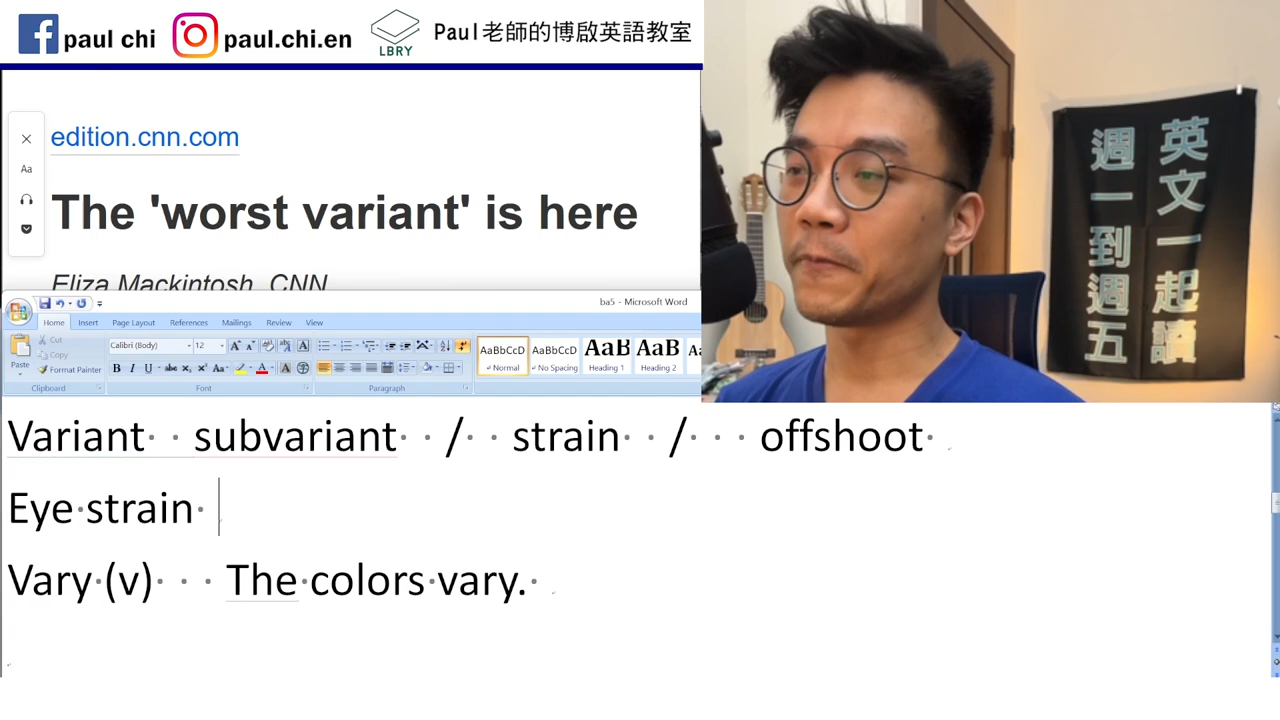 paul chi
paul.chi.en
LBRY
Paul老師的博啟英語教室
edition.cnn.com
Aa
The 'worst variant' is here
Eliza Mackintosh, CNN
ba5 - Microsoft Word
Home Insert Page Layout References Mailings Review View
Paste
Cut
Copy
Format Painter
Clipboard
Calibri (Body) 12
Font
Paragraph
AaBbCcD AaBbCcD AaBb AaBb
Normal No Spacing Heading 1 Heading 2
Variant subvariant / strain / offshoot
Eye strain
Vary (v) The colors vary.
英文一起讀
週一到週五